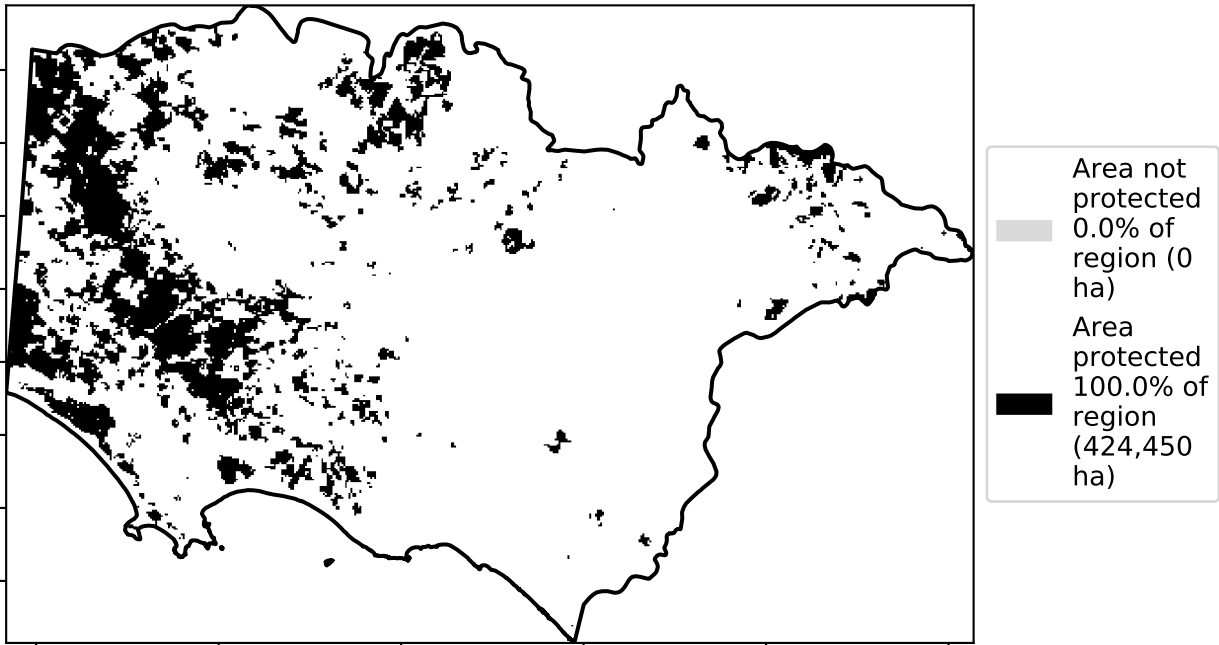 Area not
protected
0.0% of
region (0
ha)
Area
protected
100.0% of
region
(424,450
ha)